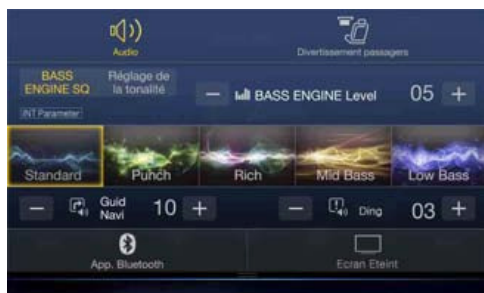 Audio
Divertissement passagers
BASS
ENGINE SQ
Réglage de
la tonalité
INT Parameter
BASS ENGINE Level
05
Standard
Punch
Rich
Mid Bass
Low Bass
Guid
Navi
10
Ding
03
App. Bluetooth
Ecran Eteint